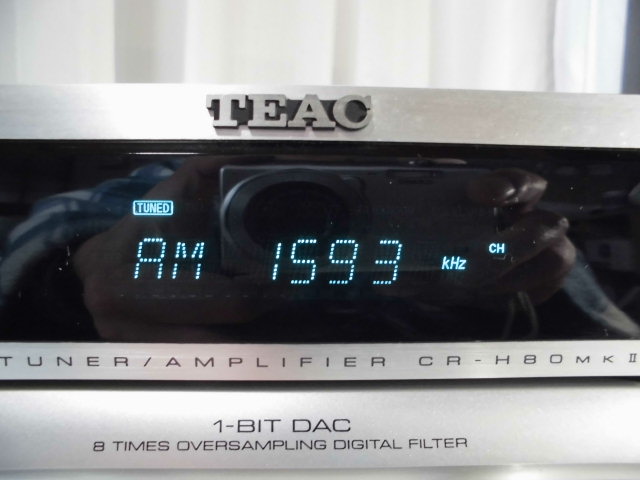 TEAC
TUNED
AM 1593 kHz CH
TUNER/AMPLIFIER CR-H80MKII
1-BIT DAC
8 TIMES OVERSAMPLING DIGITAL FILTER